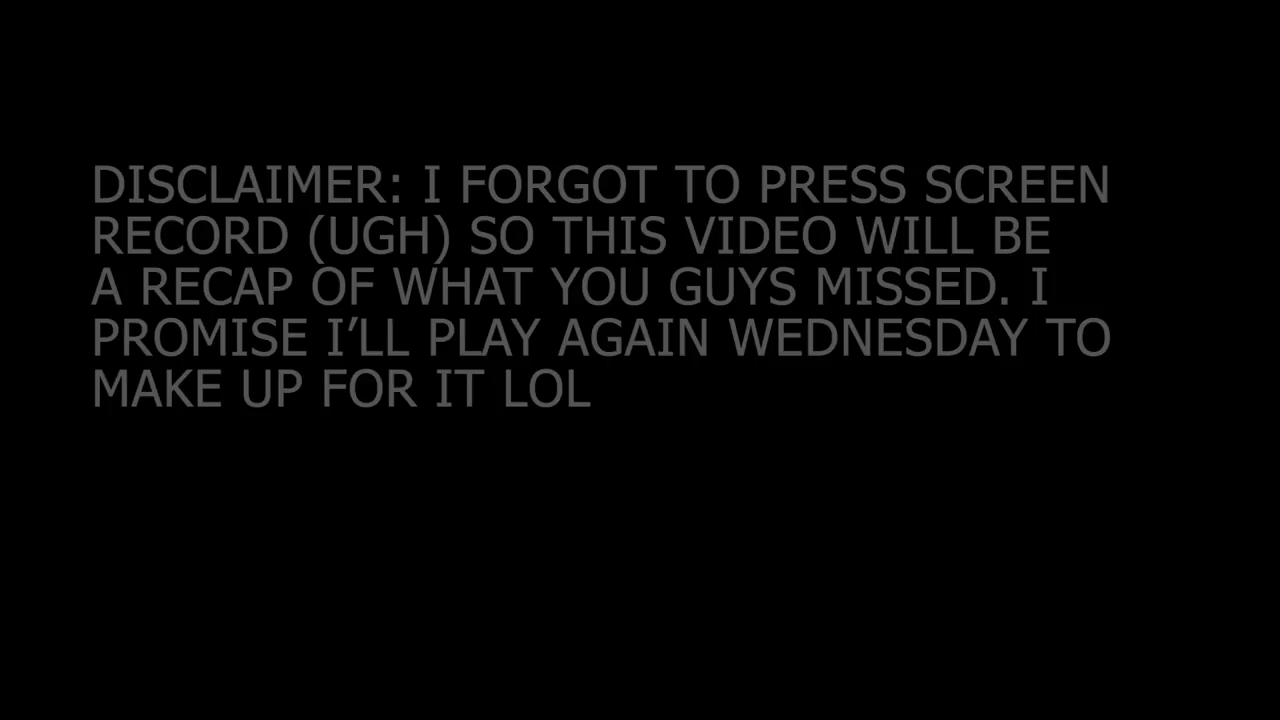 DISCLAIMER: I FORGOT TO PRESS SCREEN
RECORD (UGH) SO THIS VIDEO WILL BE
A RECAP OF WHAT YOU GUYS MISSED. I
PROMISE I’LL PLAY AGAIN WEDNESDAY TO
MAKE UP FOR IT LOL